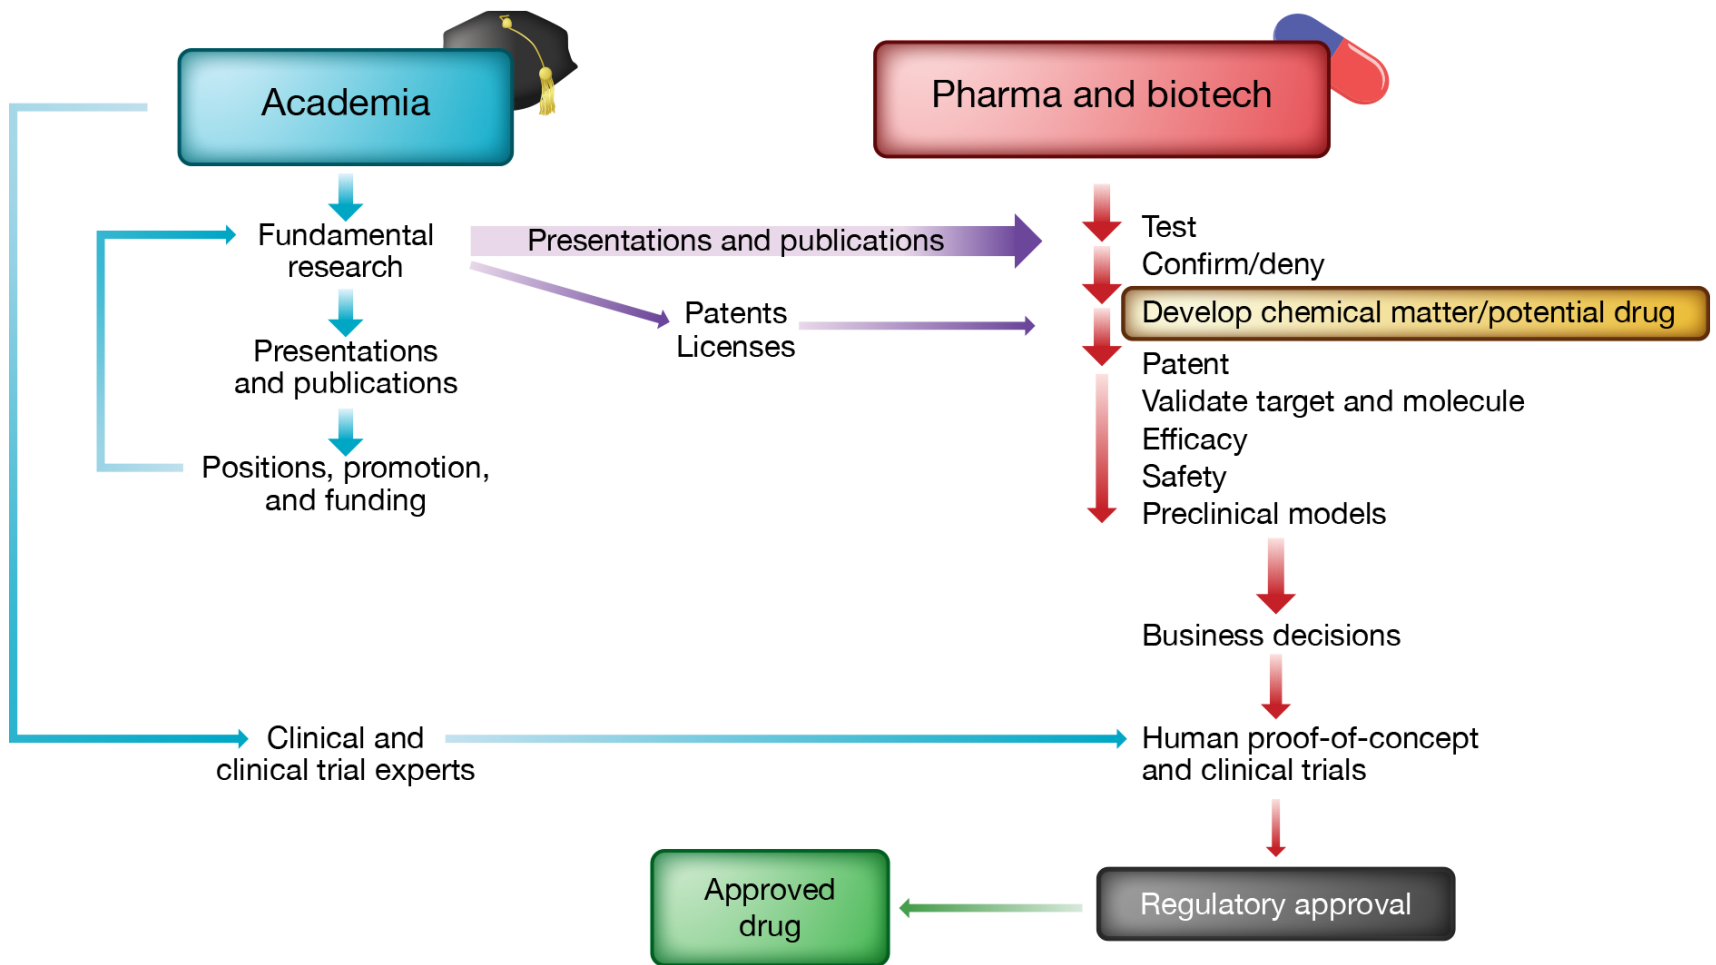 Academia
Pharma and biotech
Fundamental
research
Presentations
and publications
Positions, promotion,
and funding
Presentations and publications
Patents
Licenses
Test
Confirm/deny
Develop chemical matter/potential drug
Patent
Validate target and molecule
Efficacy
Safety
Preclinical models
Business decisions
Clinical and
clinical trial experts
Human proof-of-concept
and clinical trials
Regulatory approval
Approved
drug